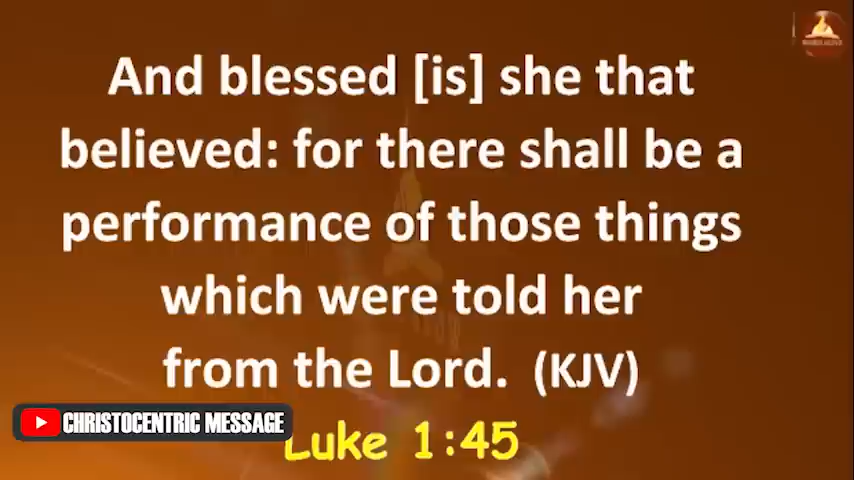 And blessed [is] she that
believed: for there shall be a
performance of those things
which were told her
from the Lord. (KJV)
CHRISTOCENTRIC MESSAGE
Luke 1:45